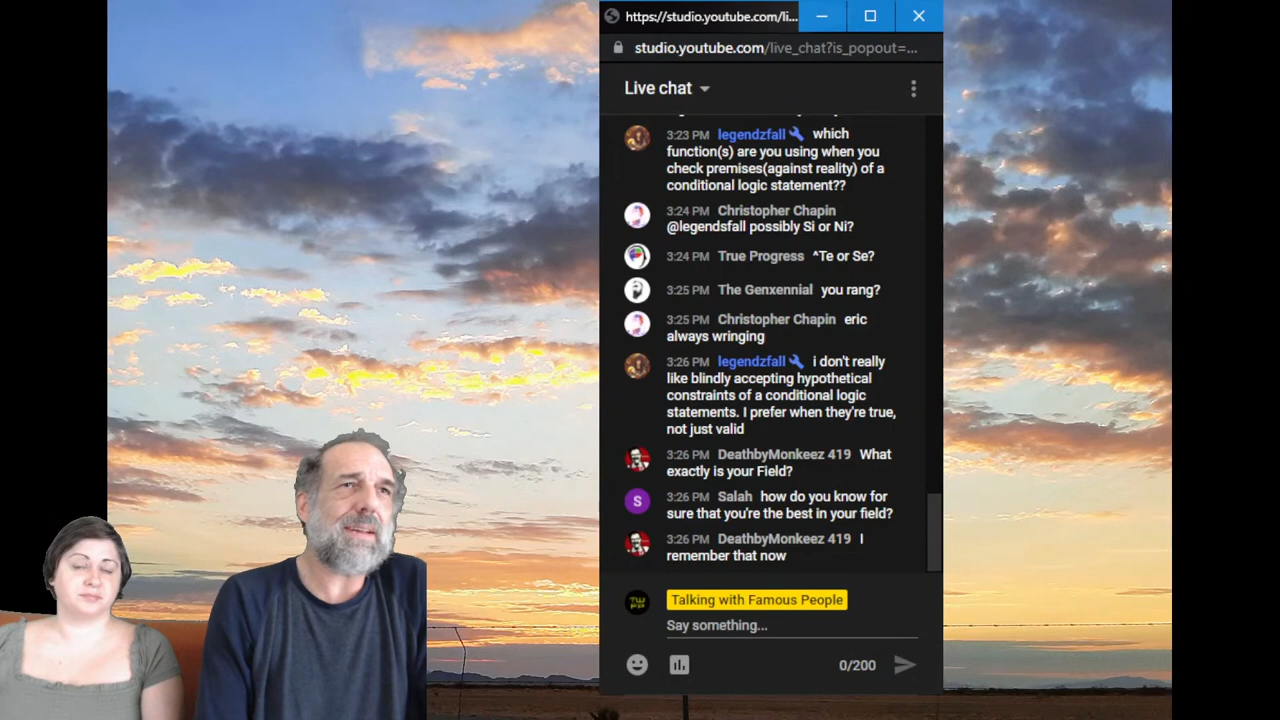 https://studio.youtube.com/li...
studio.youtube.com/live_chat?is_popout=...
Live chat
3:23 PM legendzfall which
function(s) are you using when you
check premises(against reality) of a
conditional logic statement??
3:24 PM Christopher Chapin
@legendsfall possibly Si or Ni?
3:24 PM True Progress ^Te or Se?
3:25 PM The Genxennial you rang?
3:25 PM Christopher Chapin eric
always wringing
3:26 PM legendzfall i don't really
like blindly accepting hypothetical
constraints of a conditional logic
statements. I prefer when they're true,
not just valid
3:26 PM DeathbyMonkeez 419 What
exactly is your Field?
S 3:26 PM Salah how do you know for
sure that you're the best in your field?
3:26 PM DeathbyMonkeez 419 I
remember that now
Talking with Famous People
Say something...
0/200